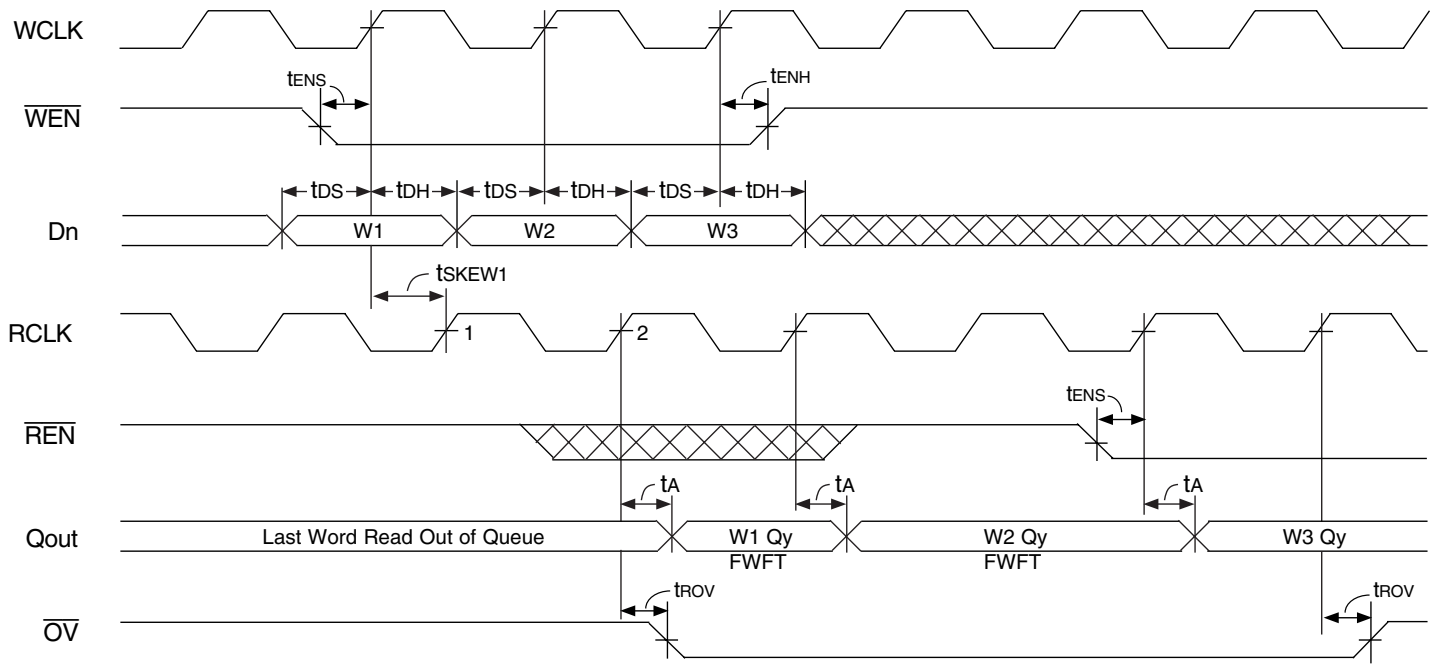 WCLK
tENS
tENH
WEN
tDS tDH tDS tDH tDS tDH
Dn W1 W2 W3
tSKEW1
RCLK 1 2
tENS
REN
tA tA tA
Qout Last Word Read Out of Queue W1 Qy W2 Qy W3 Qy
FWFT FWFT
tROV tROV
OV